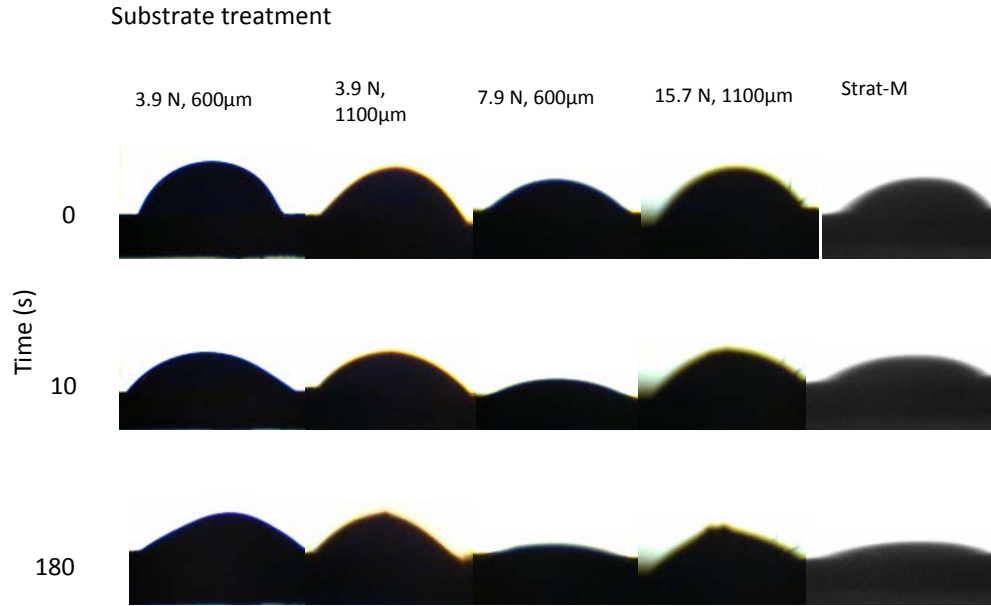 Substrate treatment
3.9 N, 600µm
3.9 N,
1100µm
7.9 N, 600µm
15.7 N, 1100µm
Strat-M
0
Time (s)
10
180